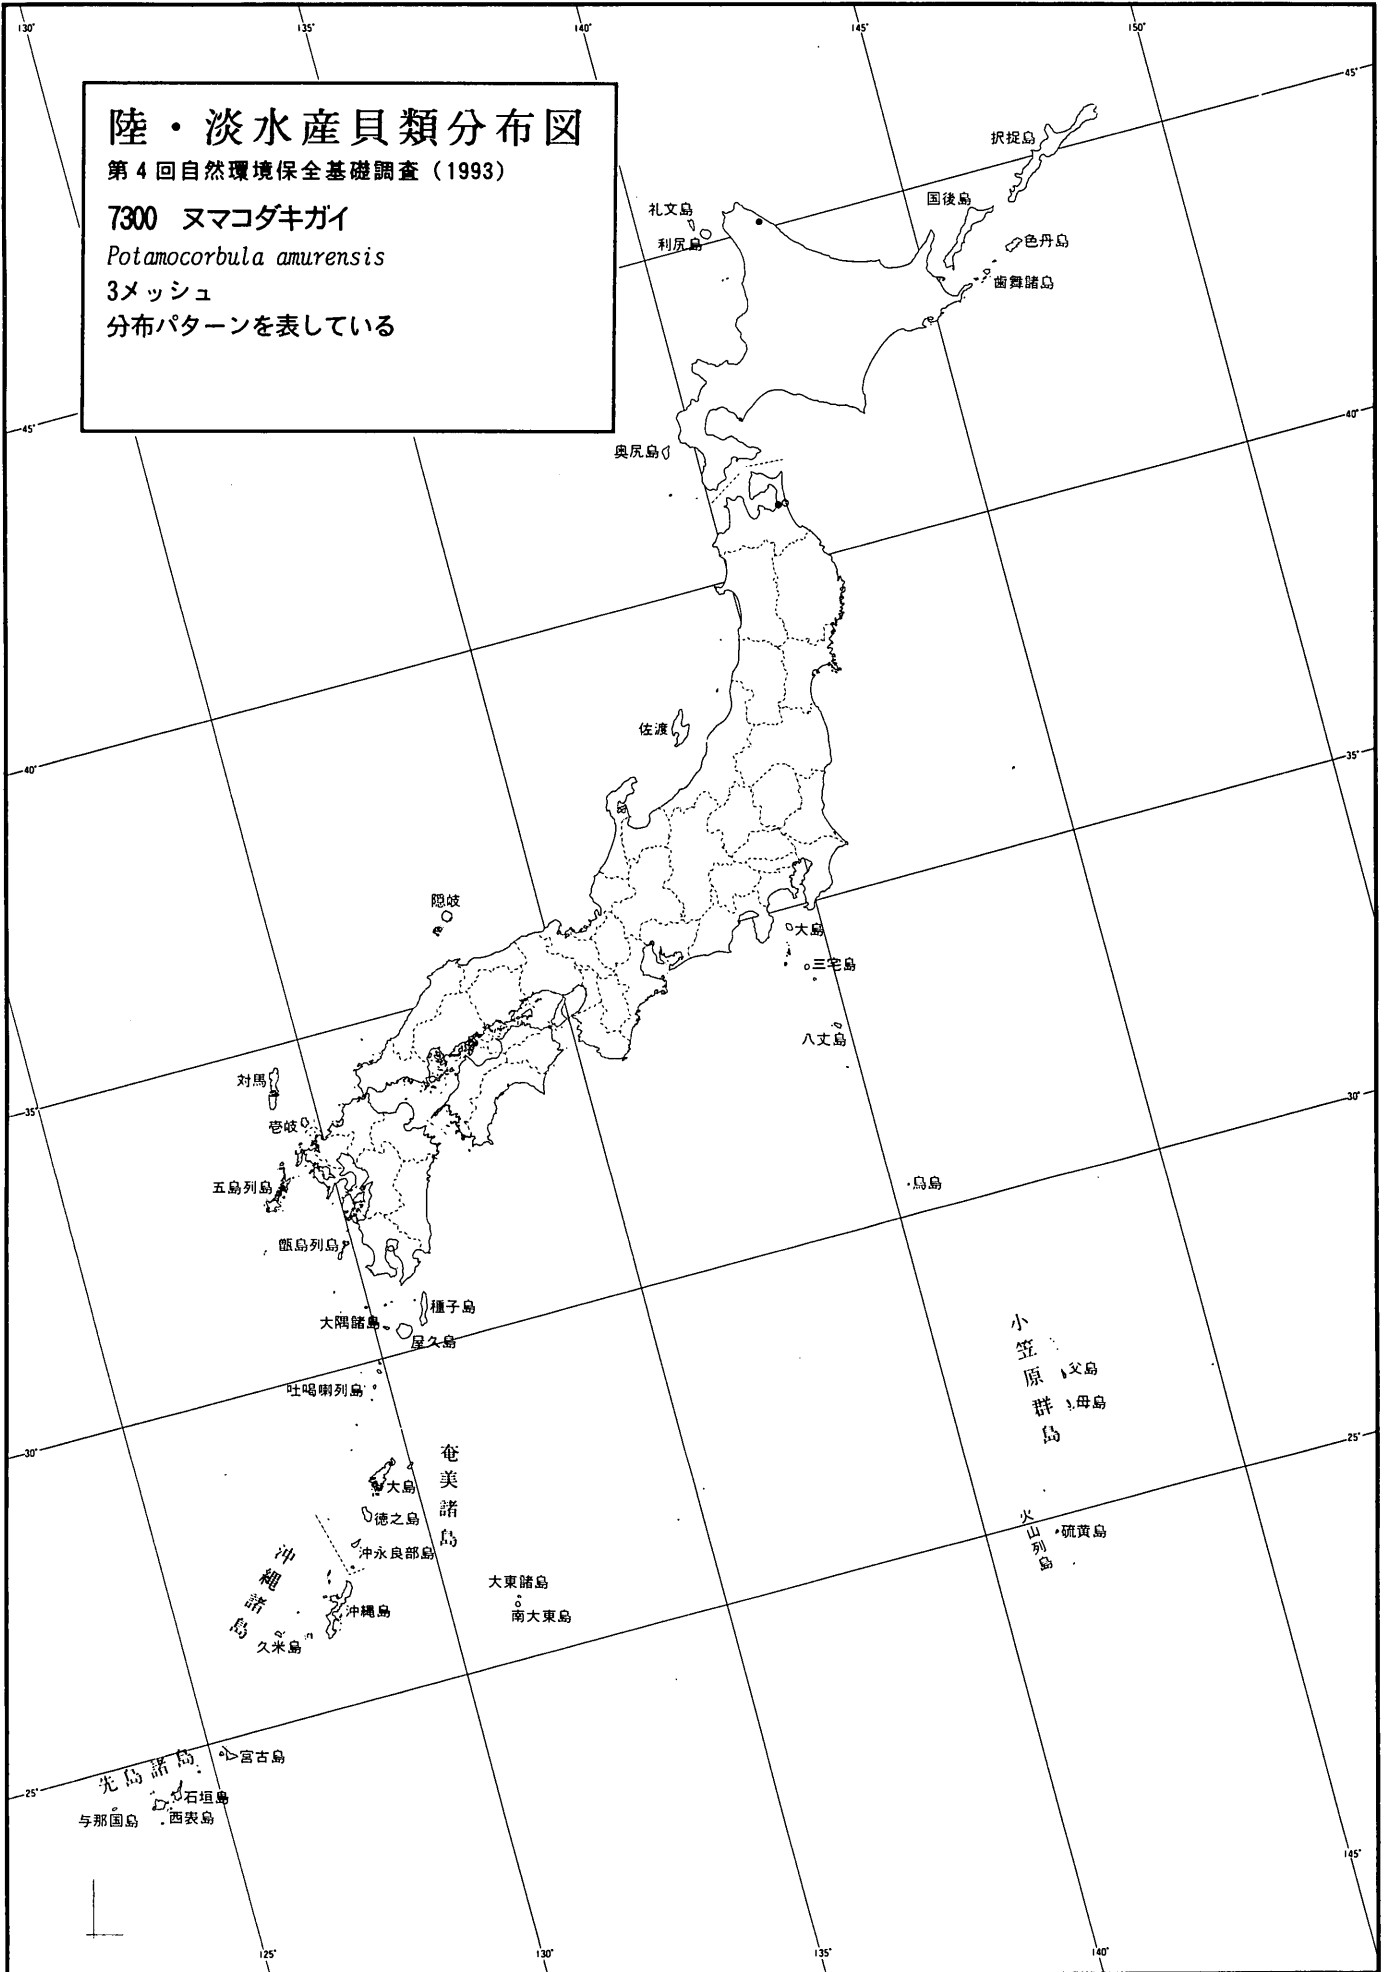 130°
135°
140°
145°
150°
陸・淡水産貝類分布図
第4回自然環境保全基礎調査（1993）
7300 ヌマコダキガイ
Potamocorbula amurensis
3メッシュ
分布パターンを表している
45°
択捉島
国後島
礼文島
利尻島
色丹島
歯舞諸島
40°
45°
奥尻島
佐渡
35°
40°
隠岐
大島
三宅島
八丈島
対馬
30°
35°
壱岐
五島列島
鳥島
甑島列島
種子島
大隅諸島
屋久島
小笠原群島
父島
吐噶喇列島
母島
25°
30°
奄美諸島
大島
徳之島
火山列島
硫黄島
沖永良部島
沖縄諸島
大東諸島
沖縄島
南大東島
久米島
先島諸島
宮古島
25°
石垣島
与那国島
西表島
145°
125°
130°
135°
140°